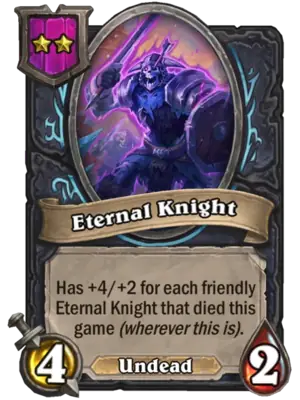 Eternal Knight
Has +4/+2 for each friendly
Eternal Knight that died this
game (wherever this is).
4
Undead
2